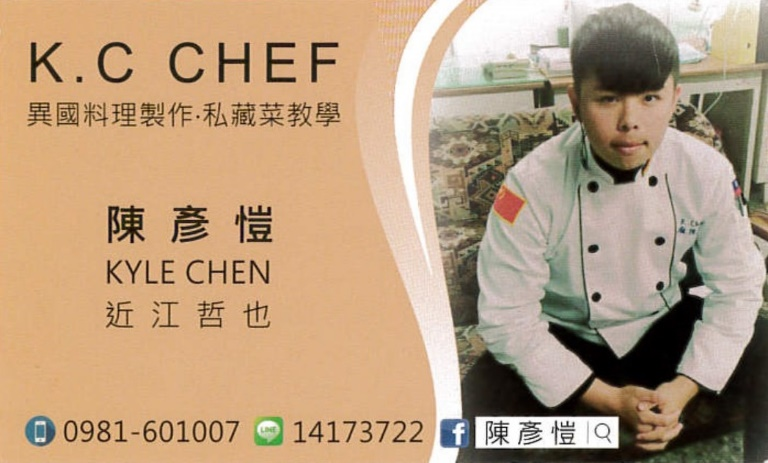 K.C CHEF
異國料理製作·私藏菜教學
陳彥愷
KYLE CHEN
近江哲也
0981-601007 LINE 14173722 f 陳彥愷